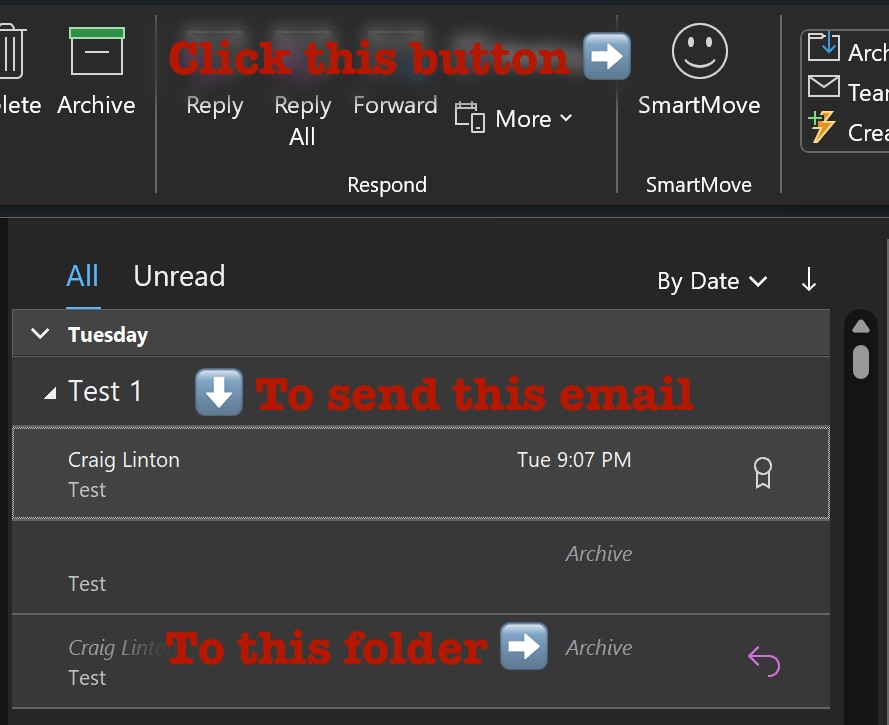 Click this button
lete
Archive
Reply
Reply All
Forward
More
SmartMove
Arch
Tear
Crea
Respond
SmartMove
All
Unread
By Date
Tuesday
Test 1
To send this email
Craig Linton
Tue 9:07 PM
Test
Archive
Test
Craig Linton
To this folder
Archive
Test